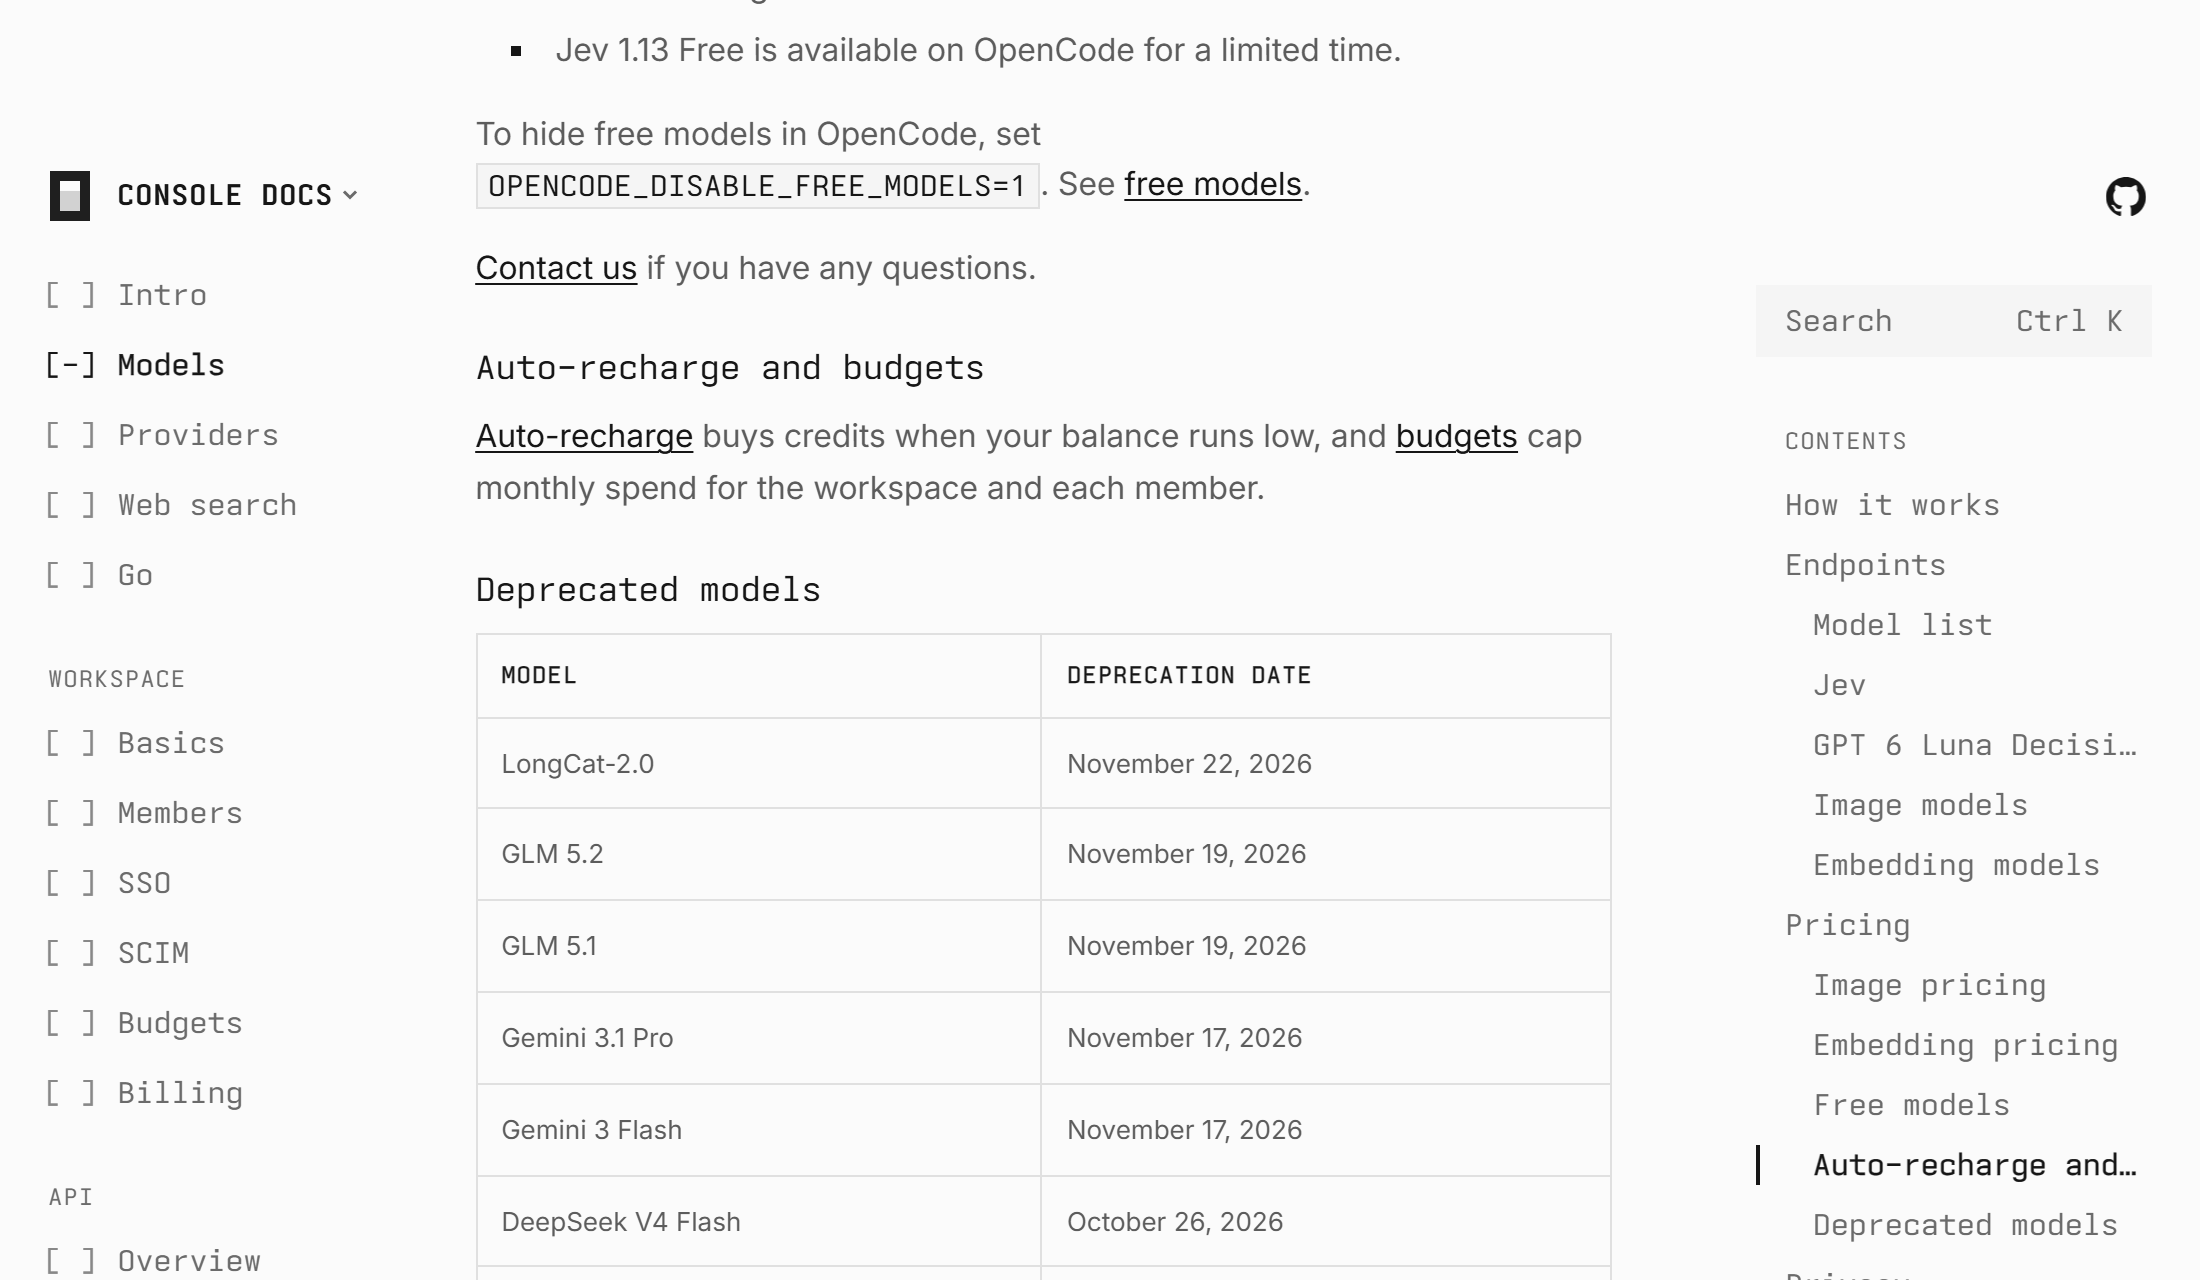 Jev 1.13 Free is available on OpenCode for a limited time.
To hide free models in OpenCode, set
OPENCODE_DISABLE_FREE_MODELS=1. See free models.
Contact us if you have any questions.
Auto-recharge and budgets
Auto-recharge buys credits when your balance runs low, and budgets cap
monthly spend for the workspace and each member.
Deprecated models
MODEL DEPRECATION DATE
LongCat-2.0 November 22, 2026
GLM 5.2 November 19, 2026
GLM 5.1 November 19, 2026
Gemini 3.1 Pro November 17, 2026
Gemini 3 Flash November 17, 2026
DeepSeek V4 Flash October 26, 2026
CONSOLE DOCS
[ ] Intro
[-] Models
[ ] Providers
[ ] Web search
[ ] Go
WORKSPACE
[ ] Basics
[ ] Members
[ ] SSO
[ ] SCIM
[ ] Budgets
[ ] Billing
API
[ ] Overview
Search Ctrl K
CONTENTS
How it works
Endpoints
Model list
Jev
GPT 6 Luna Decisi…
Image models
Embedding models
Pricing
Image pricing
Embedding pricing
Free models
Auto-recharge and…
Deprecated models